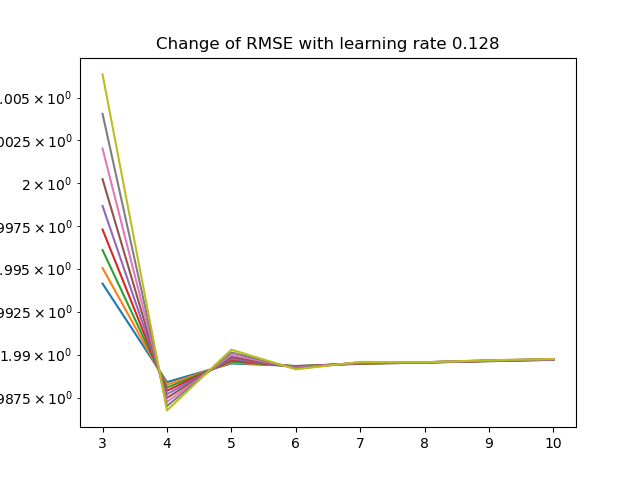 Change of RMSE with learning rate 0.128
.005 × 10⁰
0025 × 10⁰
2 × 10⁰
9975 × 10⁰
.995 × 10⁰
9925 × 10⁰
1.99 × 10⁰
9875 × 10⁰
3 4 5 6 7 8 9 10